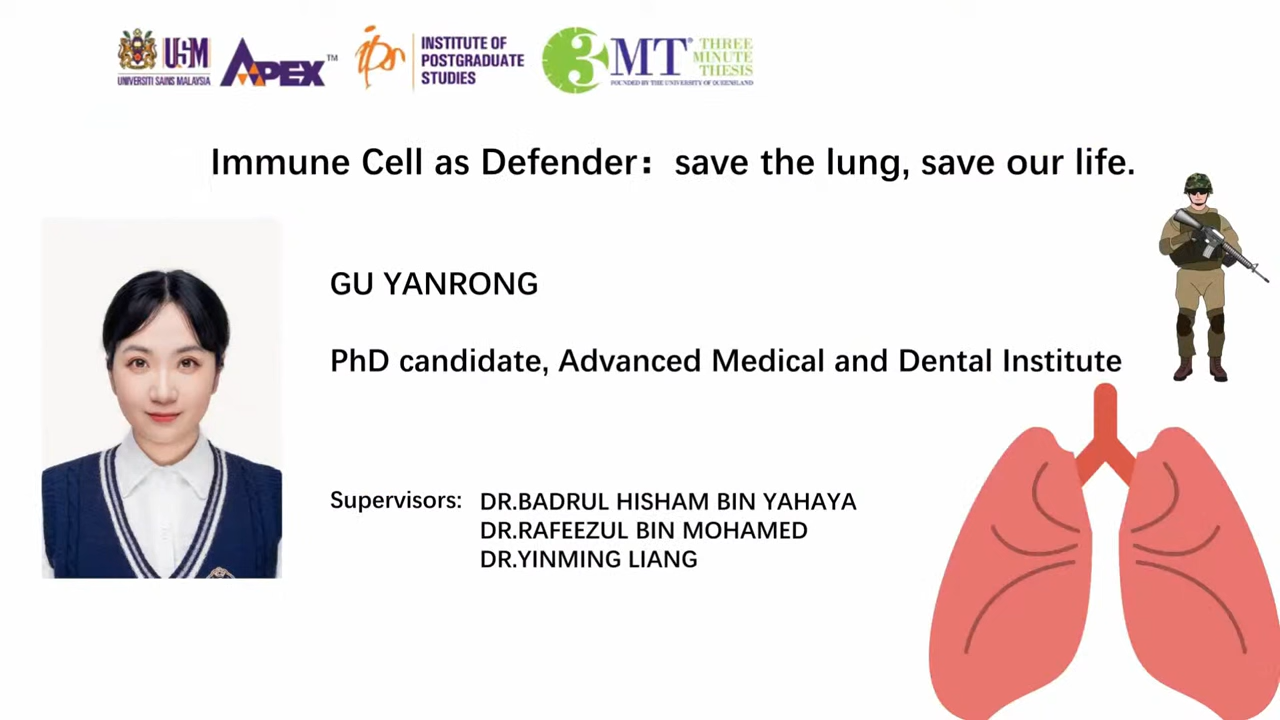 USM
UNIVERSITI SAINS MALAYSIA
APEX™
ips
INSTITUTE OF
POSTGRADUATE
STUDIES
3MT®
THREE
MINUTE
THESIS
FOUNDED BY THE UNIVERSITY OF QUEENSLAND
Immune Cell as Defender：save the lung, save our life.
GU YANRONG
PhD candidate, Advanced Medical and Dental Institute
Supervisors: DR.BADRUL HISHAM BIN YAHAYA
DR.RAFEEZUL BIN MOHAMED
DR.YINMING LIANG